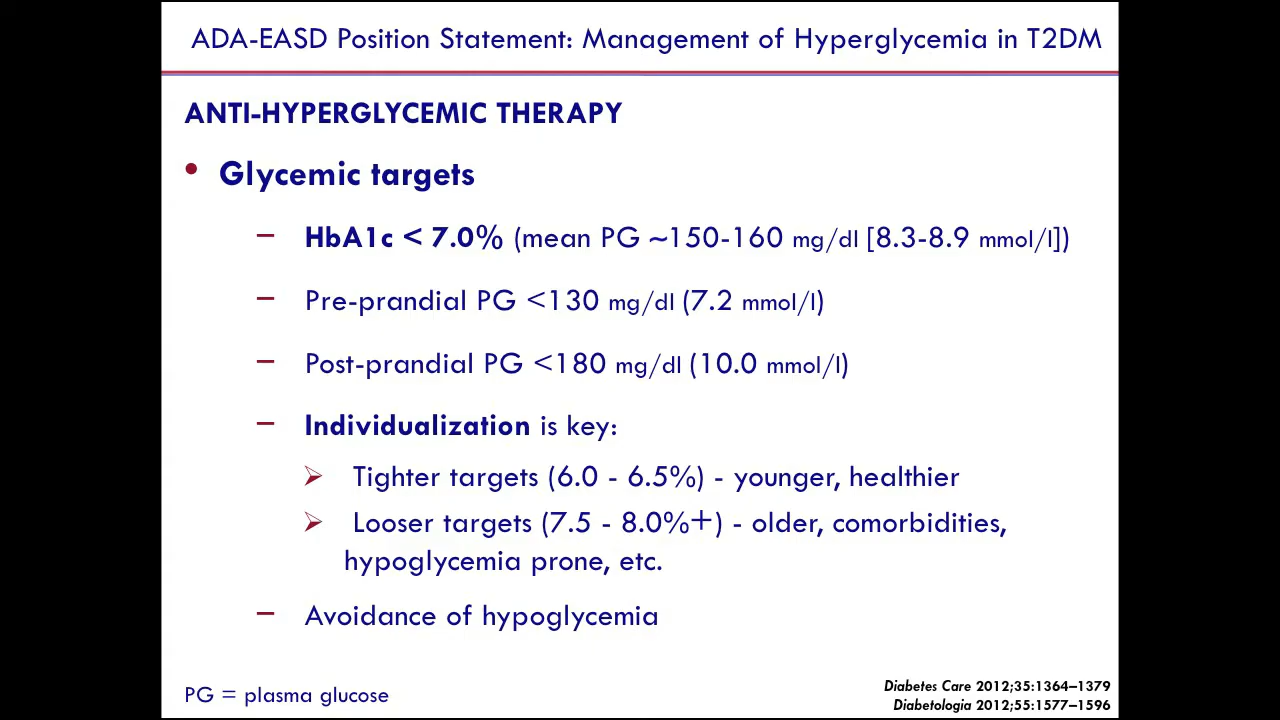 ADA-EASD Position Statement: Management of Hyperglycemia in T2DM
ANTI-HYPERGLYCEMIC THERAPY
• Glycemic targets
– HbA1c < 7.0% (mean PG ~150-160 mg/dl [8.3-8.9 mmol/l])
– Pre-prandial PG <130 mg/dl (7.2 mmol/l)
– Post-prandial PG <180 mg/dl (10.0 mmol/l)
– Individualization is key:
➢ Tighter targets (6.0 - 6.5%) - younger, healthier
➢ Looser targets (7.5 - 8.0%+) - older, comorbidities,
hypoglycemia prone, etc.
– Avoidance of hypoglycemia
PG = plasma glucose
Diabetes Care 2012;35:1364–1379
Diabetologia 2012;55:1577–1596